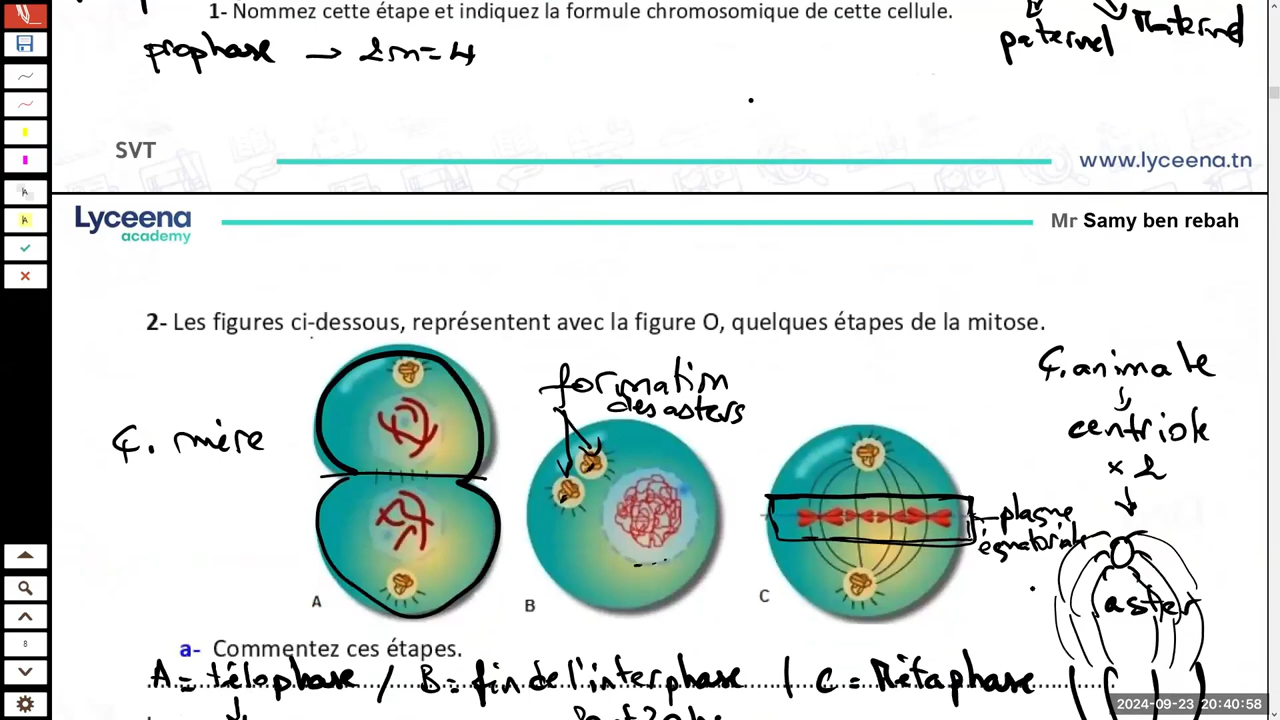 1- Nommez cette étape et indiquez la formule chromosomique de cette cellule.
prophase → 2n=4
paternel Maternel
SVT
www.lyceena.tn
Lyceena
academy
Mr Samy ben rebah
2- Les figures ci-dessous, représentent avec la figure O, quelques étapes de la mitose.
formation
des asters
ȼ. animale
ȼ. mère
centriole
× 2
plaque
équatoriale
aster
A
B
C
a- Commentez ces étapes.
A = télophase / B = fin de l'interphase / C = Métaphase
2024-09-23 20:40:58